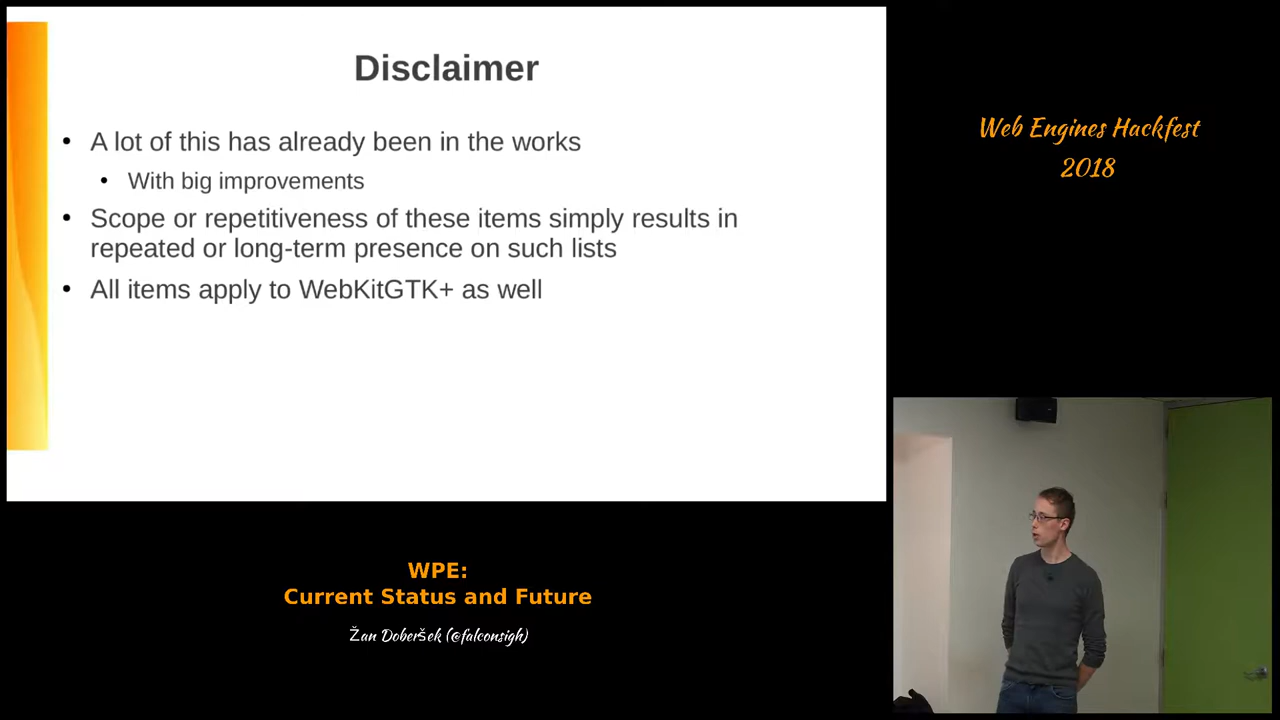 Disclaimer
• A lot of this has already been in the works
• With big improvements
• Scope or repetitiveness of these items simply results in
repeated or long-term presence on such lists
• All items apply to WebKitGTK+ as well
Web Engines Hackfest
2018
WPE:
Current Status and Future
Žan Doberšek (@falconsigh)